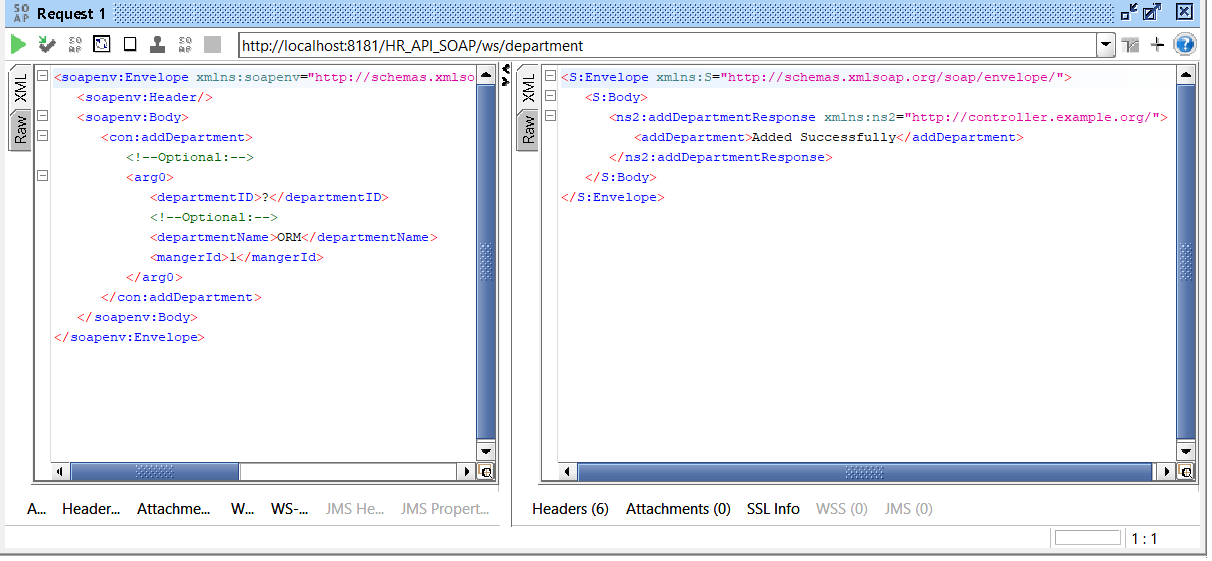 SO AP Request 1
http://localhost:8181/HR_API_SOAP/ws/department
XML
Raw
<soapenv:Envelope xmlns:soapenv="http://schemas.xmlso
<soapenv:Header/>
<soapenv:Body>
<con:addDepartment>
<!--Optional:-->
<arg0>
<departmentID>?</departmentID>
<!--Optional:-->
<departmentName>ORM</departmentName>
<mangerId>1</mangerId>
</arg0>
</con:addDepartment>
</soapenv:Body>
</soapenv:Envelope>
XML
Raw
<S:Envelope xmlns:S="http://schemas.xmlsoap.org/soap/envelope/">
<S:Body>
<ns2:addDepartmentResponse xmlns:ns2="http://controller.example.org/">
<addDepartment>Added Successfully</addDepartment>
</ns2:addDepartmentResponse>
</S:Body>
</S:Envelope>
A... Header... Attachme... W... WS-... JMS He... JMS Propert...
Headers (6) Attachments (0) SSL Info WSS (0) JMS (0)
1 : 1